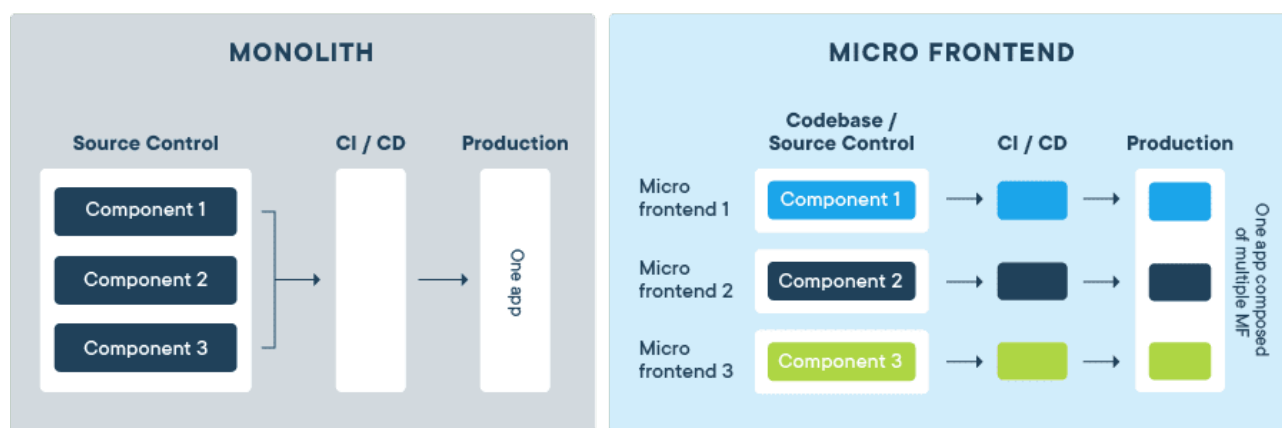 MONOLITH
Source Control
CI / CD
Production
Component 1
Component 2
Component 3
One app
MICRO FRONTEND
Codebase /
Source Control
CI / CD
Production
Micro
frontend 1
Component 1
Micro
frontend 2
Component 2
Micro
frontend 3
Component 3
One app composed
of multiple MF